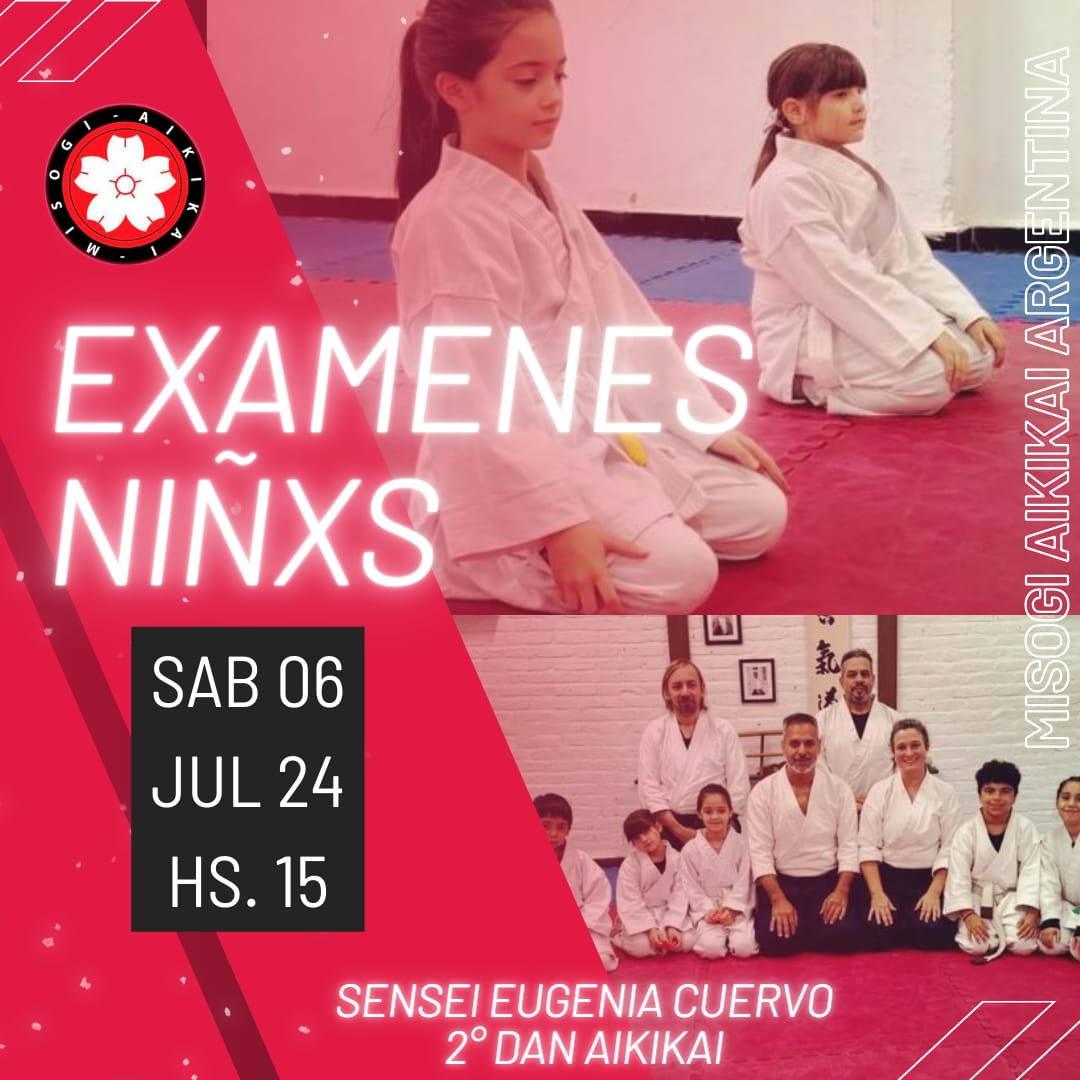 MISOGI-AIKIKAI-
MISOGI AIKIKAI ARGENTINA
EXAMENES
NIÑXS
SAB 06
JUL 24
HS. 15
氣
SENSEI EUGENIA CUERVO
2° DAN AIKIKAI